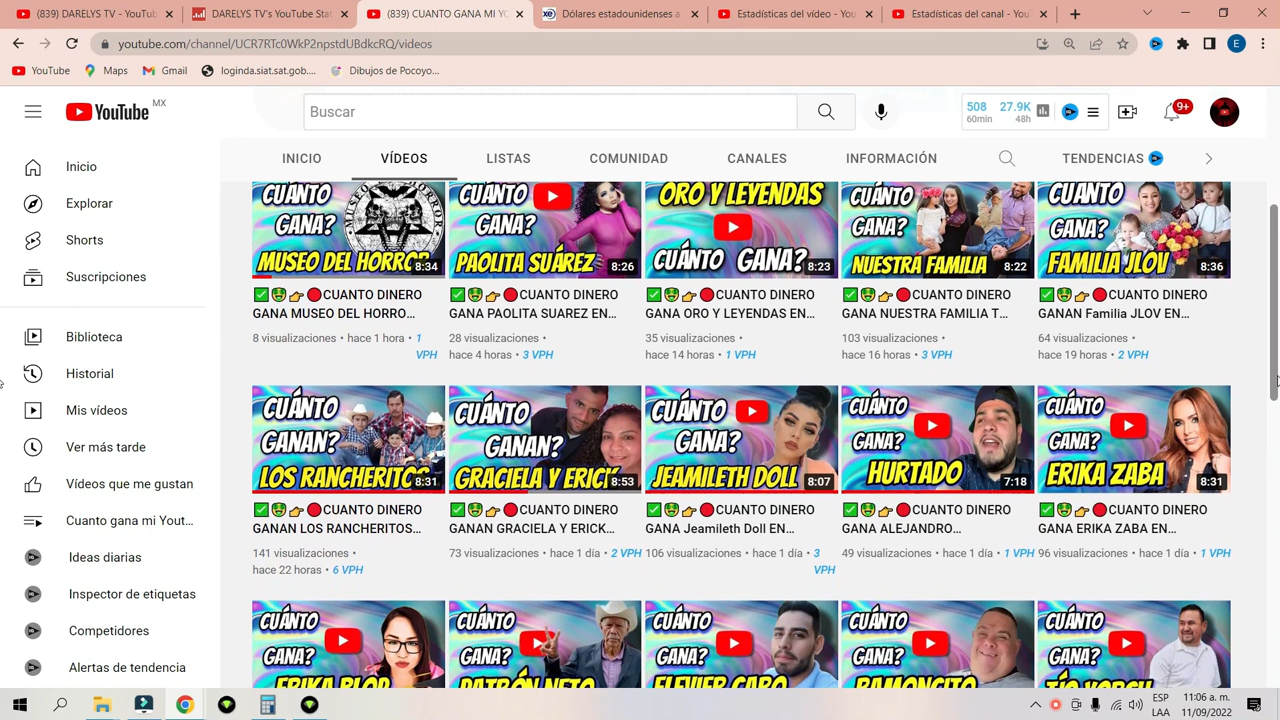 (839) DARELYS TV - YouTub
DARELYS TV's YouTube Stat
(839) CUANTO GANA MI YO
Dólares estadounidenses a
Estadísticas del vídeo - You
Estadísticas del canal - YouT
youtube.com/channel/UCR7RTc0WkP2npstdUBdkcRQ/videos
E
YouTube
Maps
Gmail
loginda.siat.sat.gob....
Dibujos de Pocoyo...
YouTube MX
Buscar
508 27.9K
60min 48h
9+
INICIO VÍDEOS LISTAS COMUNIDAD CANALES INFORMACIÓN TENDENCIAS
Inicio
Explorar
Shorts
Suscripciones
Biblioteca
Historial
Mis vídeos
Ver más tarde
Vídeos que me gustan
Cuanto gana mi Yout...
Ideas diarias
Inspector de etiquetas
Competidores
Alertas de tendencia
CUÁNTO
GANA?
MUSEO DEL HORROR
8:34
CUÁNTO
GANA?
PAOLITA SUÁREZ
8:26
ORO Y LEYENDAS
CUÁNTO GANA?
8:23
CUÁNTO
GANA?
NUESTRA FAMILIA
8:22
CUÁNTO
GANA?
FAMILIA JLOV
8:36
✅🤑👉🔴CUANTO DINERO
GANA MUSEO DEL HORRO...
8 visualizaciones • hace 1 hora • 1
VPH
✅🤑👉🔴CUANTO DINERO
GANA PAOLITA SUAREZ EN...
28 visualizaciones •
hace 4 horas • 3 VPH
✅🤑👉🔴CUANTO DINERO
GANA ORO Y LEYENDAS EN...
35 visualizaciones •
hace 14 horas • 1 VPH
✅🤑👉🔴CUANTO DINERO
GANA NUESTRA FAMILIA T...
103 visualizaciones •
hace 16 horas • 3 VPH
✅🤑👉🔴CUANTO DINERO
GANAN Familia JLOV EN...
64 visualizaciones •
hace 19 horas • 2 VPH
CUÁNTO
GANAN?
LOS RANCHERITOS
8:31
CUÁNTO
GANAN?
GRACIELA Y ERICK
8:53
CUÁNTO
GANA?
JEAMILETH DOLL
8:07
CUÁNTO
GANA?
HURTADO
7:18
CUÁNTO
GANA?
ERIKA ZABA
8:31
✅🤑👉🔴CUANTO DINERO
GANAN LOS RANCHERITOS...
141 visualizaciones •
hace 22 horas • 6 VPH
✅🤑👉🔴CUANTO DINERO
GANAN GRACIELA Y ERICK...
73 visualizaciones • hace 1 día • 2 VPH
✅🤑👉🔴CUANTO DINERO
GANA Jeamileth Doll EN...
106 visualizaciones • hace 1 día • 3
VPH
✅🤑👉🔴CUANTO DINERO
GANA ALEJANDRO...
49 visualizaciones • hace 1 día • 1 VPH
✅🤑👉🔴CUANTO DINERO
GANA ERIKA ZABA EN...
96 visualizaciones • hace 1 día • 1 VPH
CUÁNTO
GANA?
CUÁNTO
GANA?
PATRÓN NETO
CUÁNTO
GANA?
CUÁNTO
GANA?
RAMONCITO
CUÁNTO
GANA?
ESP
LAA
11:06 a. m.
11/09/2022